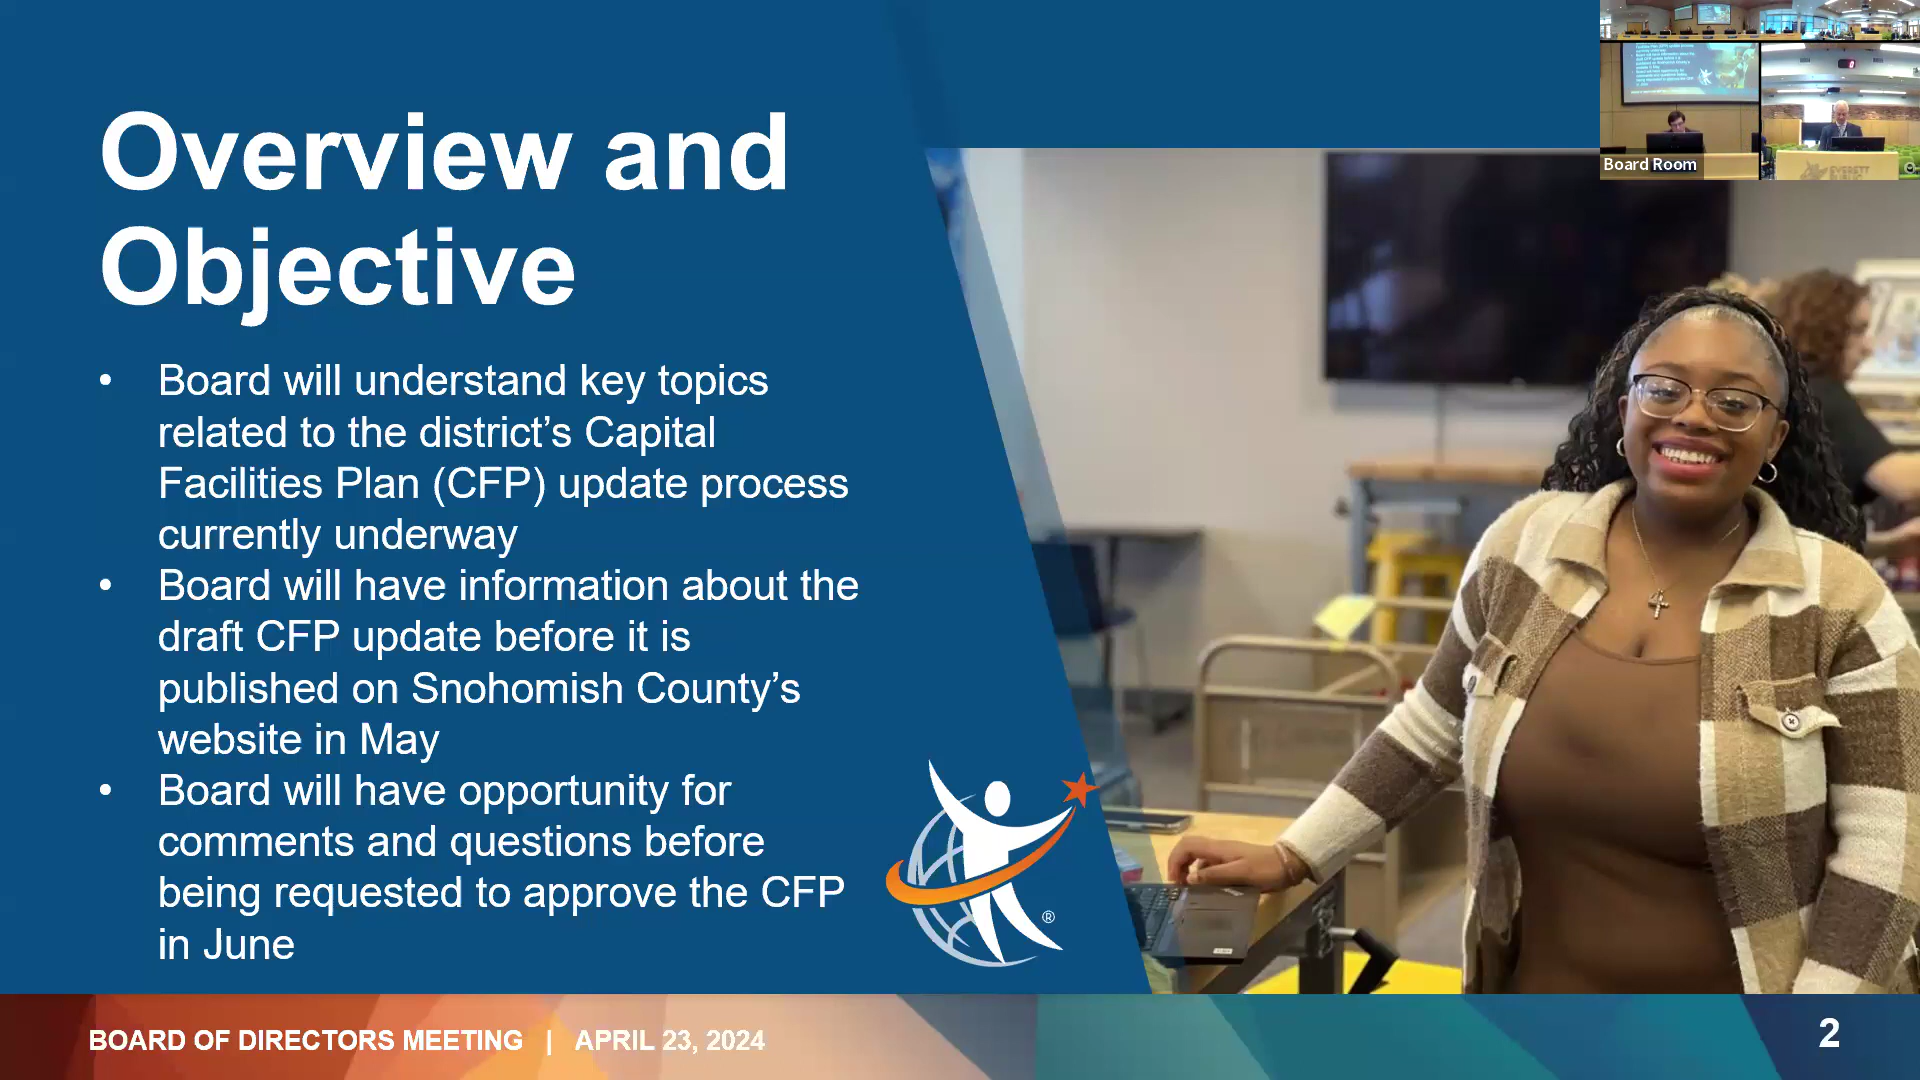 Overview and
Objective
• Board will understand key topics
related to the district’s Capital
Facilities Plan (CFP) update process
currently underway
• Board will have information about the
draft CFP update before it is
published on Snohomish County’s
website in May
• Board will have opportunity for
comments and questions before
being requested to approve the CFP
in June
®
BOARD OF DIRECTORS MEETING | APRIL 23, 2024
2
Board Room
EVERETT